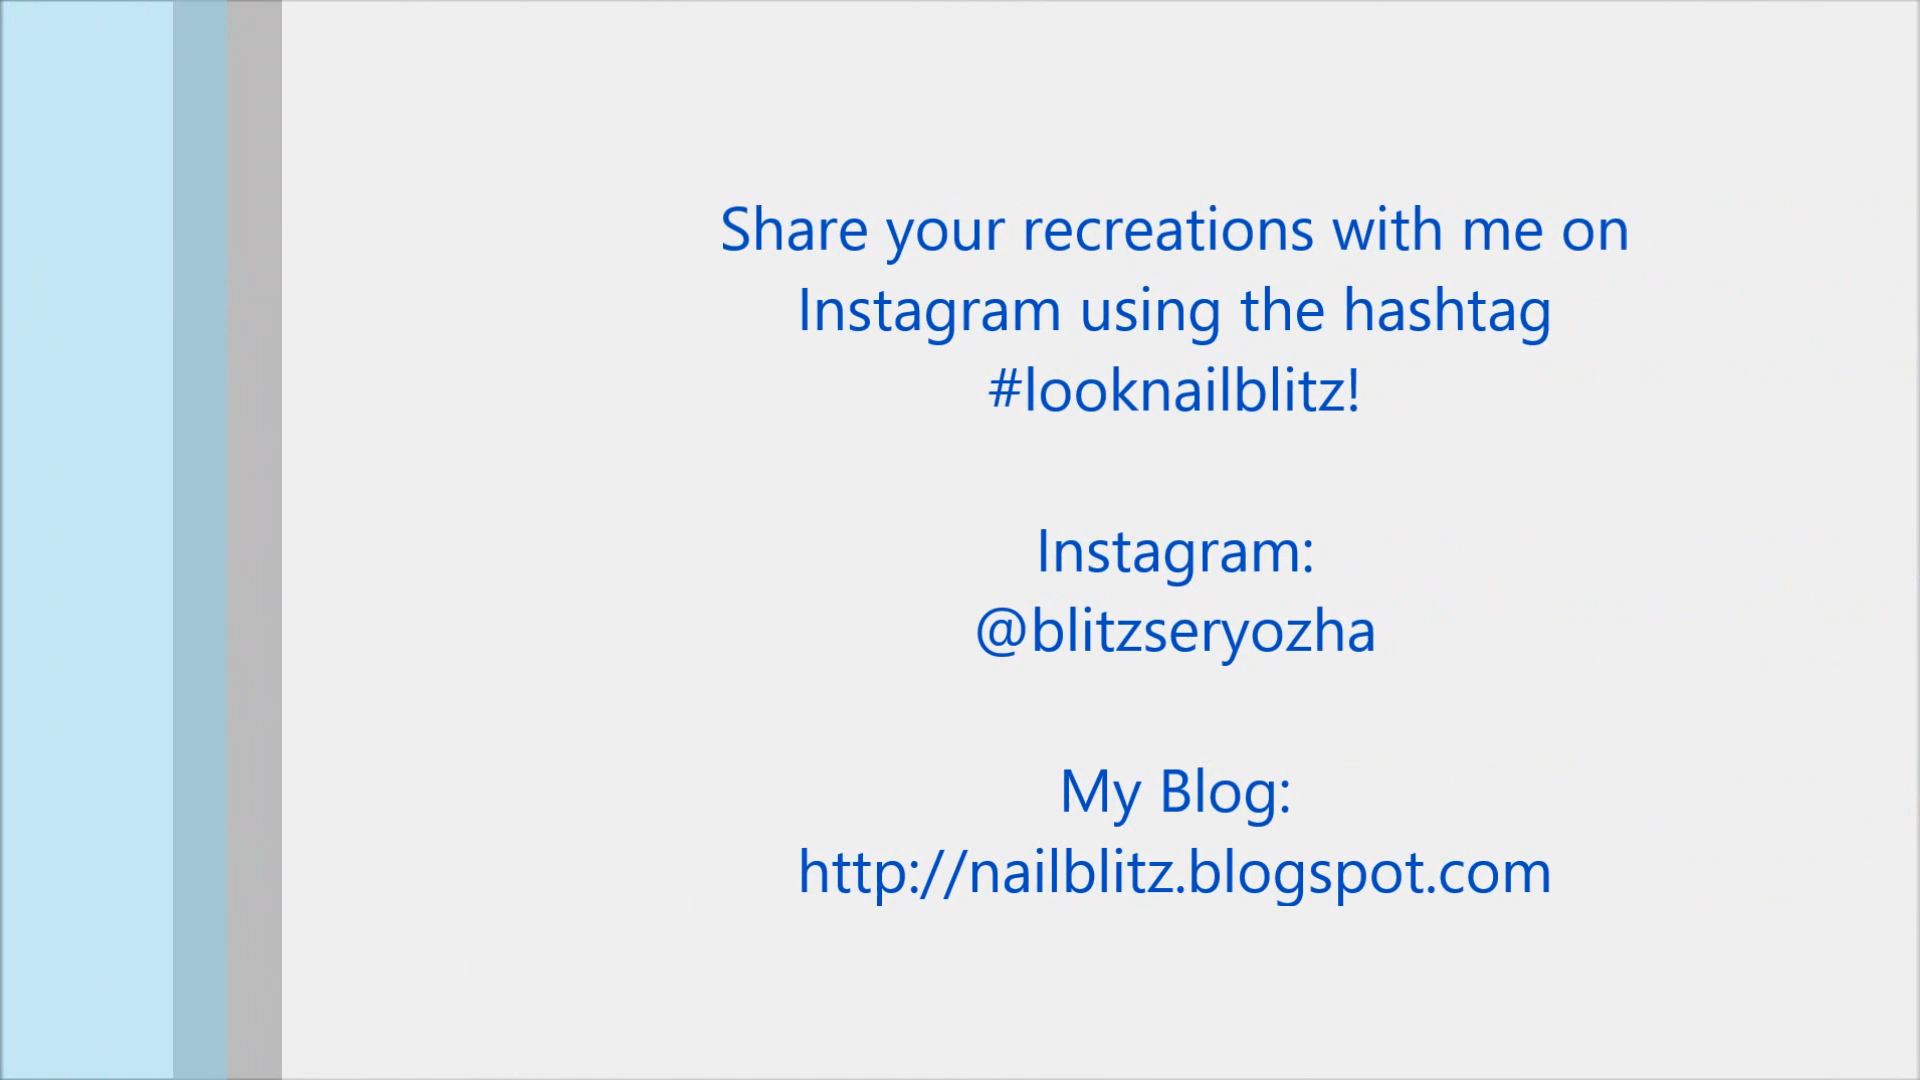 Share your recreations with me on
Instagram using the hashtag
#looknailblitz!
Instagram:
@blitzseryozha
My Blog:
http://nailblitz.blogspot.com